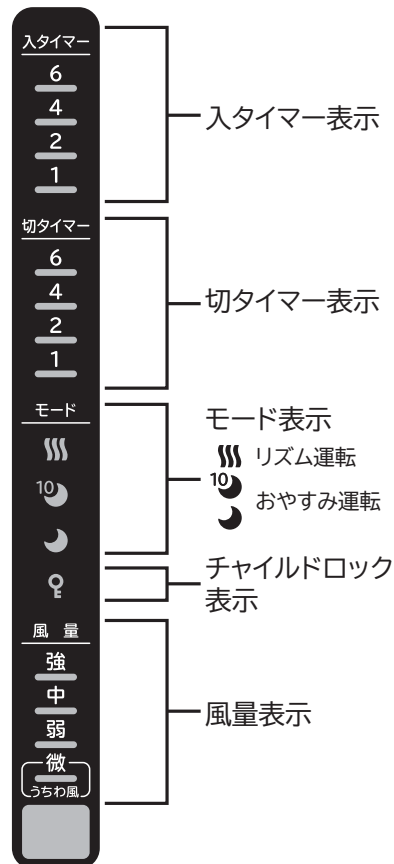 入タイマー
6
4
2
1
切タイマー
6
4
2
1
モード
10
風 量
強
中
弱
微
うちわ風
入タイマー表示
切タイマー表示
モード表示
リズム運転
10
おやすみ運転
チャイルドロック
表示
風量表示